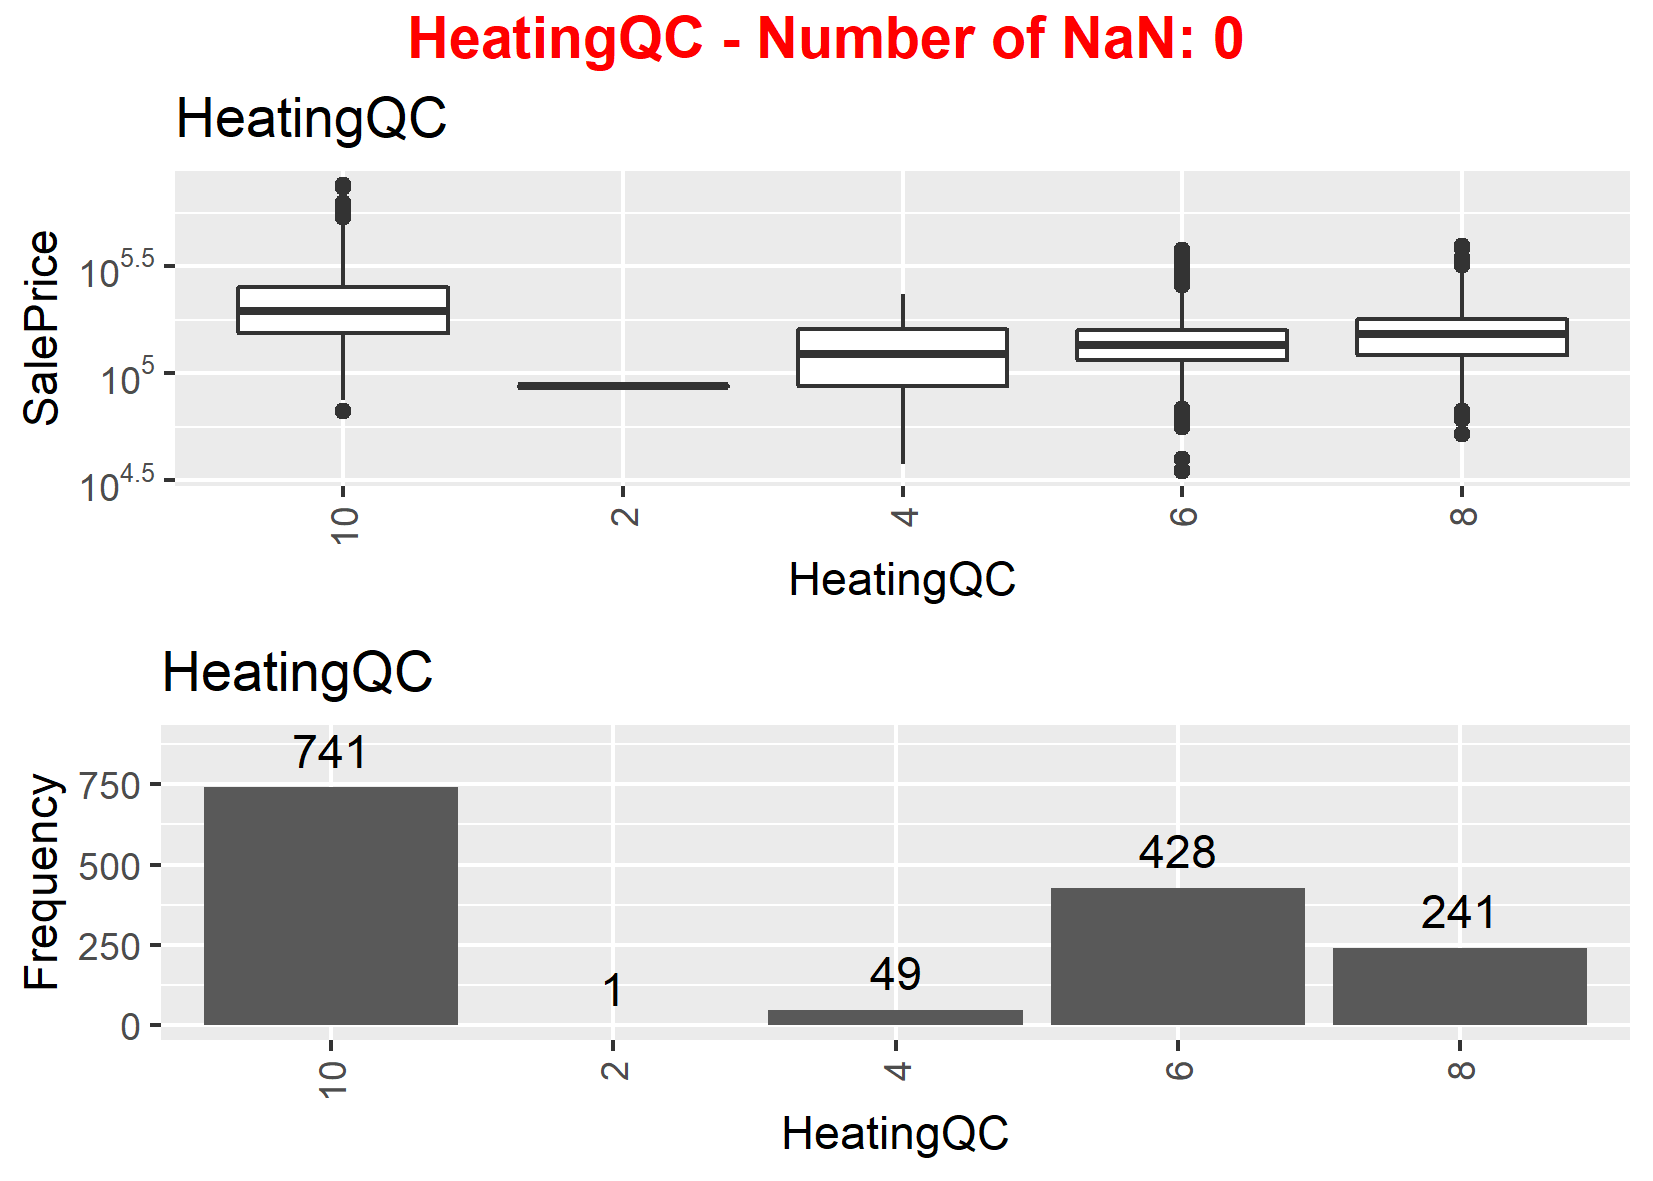 HeatingQC - Number of NaN: 0
HeatingQC
SalePrice
10^5.5
10^5
10^4.5
10 2 4 6 8
HeatingQC
HeatingQC
Frequency
750
500
250
0
741 1 49 428 241
10 2 4 6 8
HeatingQC